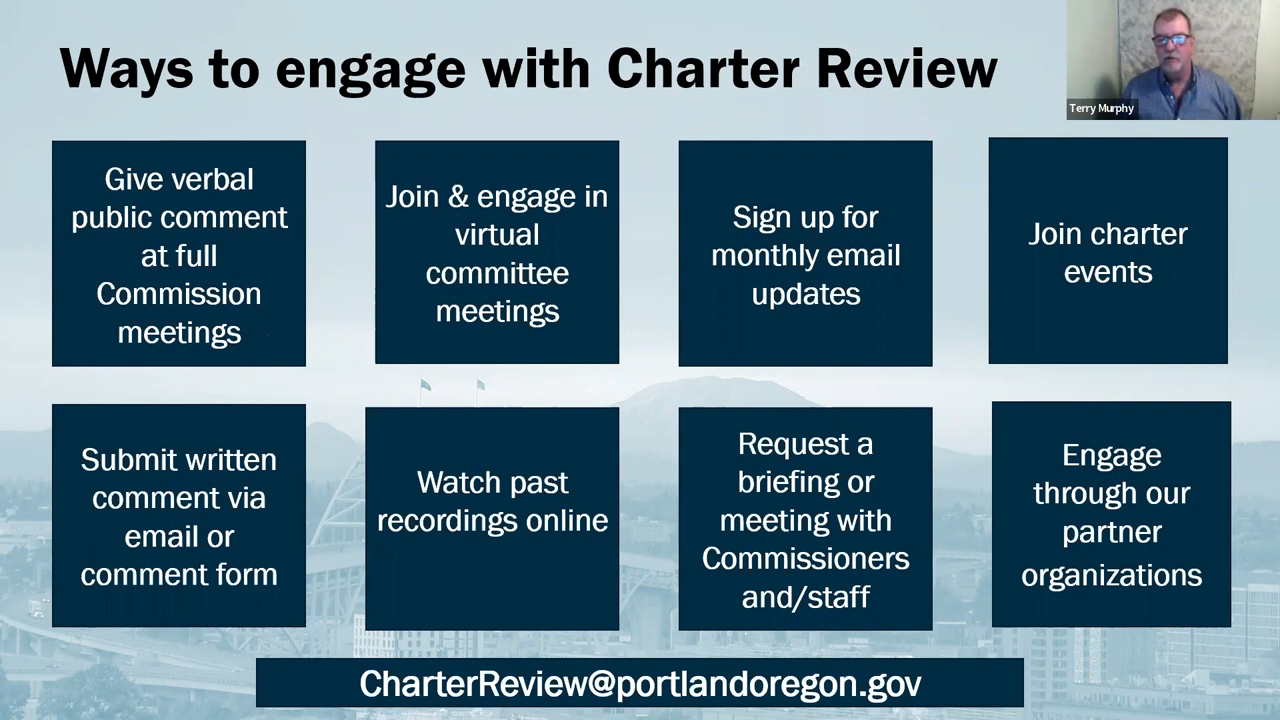 Ways to engage with Charter Review
Terry Murphy
Give verbal
public comment
at full
Commission
meetings
Join & engage in
virtual
committee
meetings
Sign up for
monthly email
updates
Join charter
events
Submit written
comment via
email or
comment form
Watch past
recordings online
Request a
briefing or
meeting with
Commissioners
and/staff
Engage
through our
partner
organizations
CharterReview@portlandoregon.gov